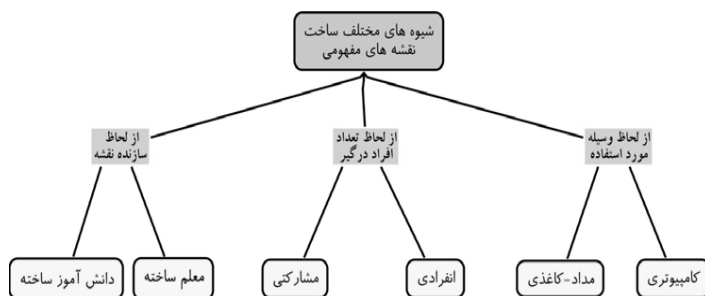 شیوه های مختلف ساخت
نقشه های مفهومی
از لحاظ وسیله
مورد استفاده
از لحاظ تعداد
افراد درگیر
از لحاظ
سازنده نقشه
کامپیوتری
مداد-کاغذی
انفرادی
مشارکتی
معلم ساخته
دانش آموز ساخته